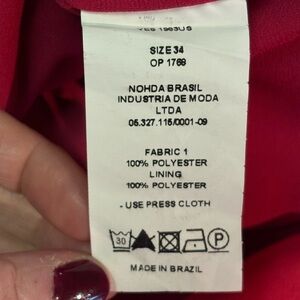 SIZE 34
OP 1769
NOHDA BRASIL
INDUSTRIA DE MODA
LTDA
05.327.115/0001-09
FABRIC 1
100% POLYESTER
LINING
100% POLYESTER
- USE PRESS CLOTH
30
P
MADE IN BRAZIL